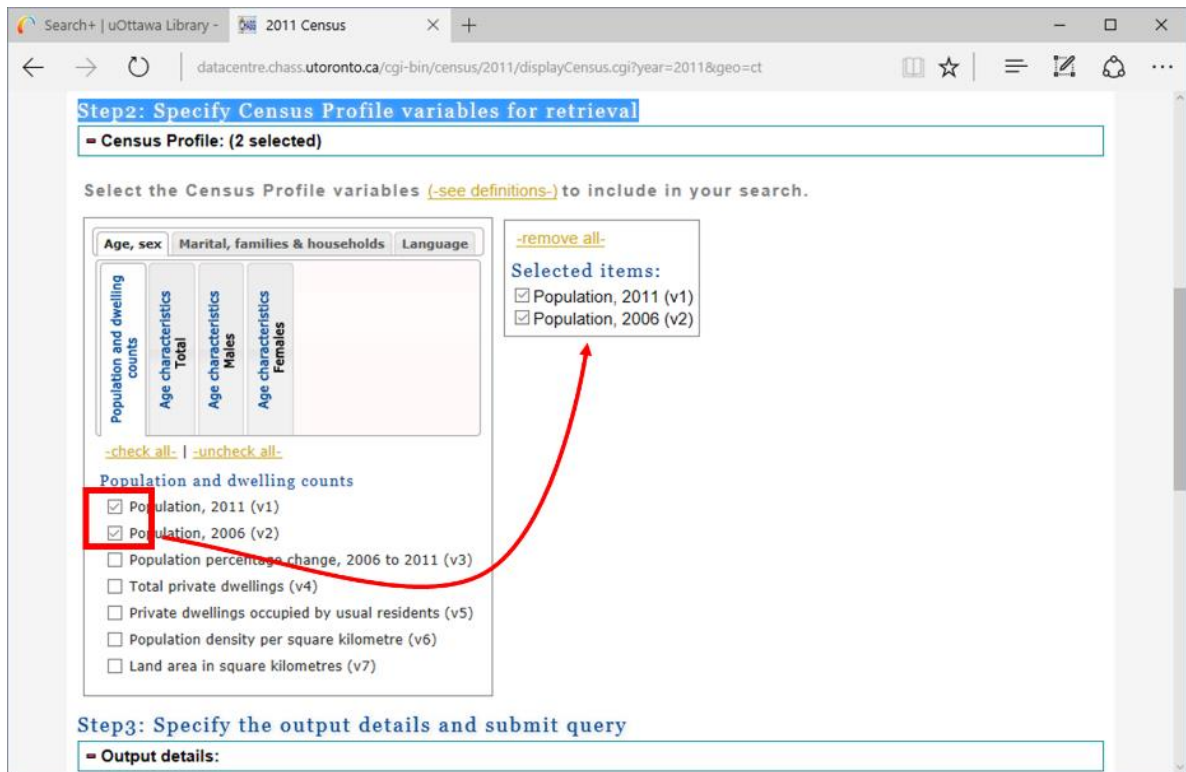 Search+ | uOttawa Library -
2011 Census
datacentre.chass.utoronto.ca/cgi-bin/census/2011/displayCensus.cgi?year=2011&geo=ct
Step2: Specify Census Profile variables for retrieval
Census Profile: (2 selected)
Select the Census Profile variables (-see definitions-) to include in your search.
Age, sex
Marital, families & households
Language
Population and dwelling
counts
Age characteristics
Total
Age characteristics
Males
Age characteristics
Females
-check all- | -uncheck all-
Population and dwelling counts
Population, 2011 (v1)
Population, 2006 (v2)
Population percentage change, 2006 to 2011 (v3)
Total private dwellings (v4)
Private dwellings occupied by usual residents (v5)
Population density per square kilometre (v6)
Land area in square kilometres (v7)
-remove all-
Selected items:
Population, 2011 (v1)
Population, 2006 (v2)
Step3: Specify the output details and submit query
Output details: